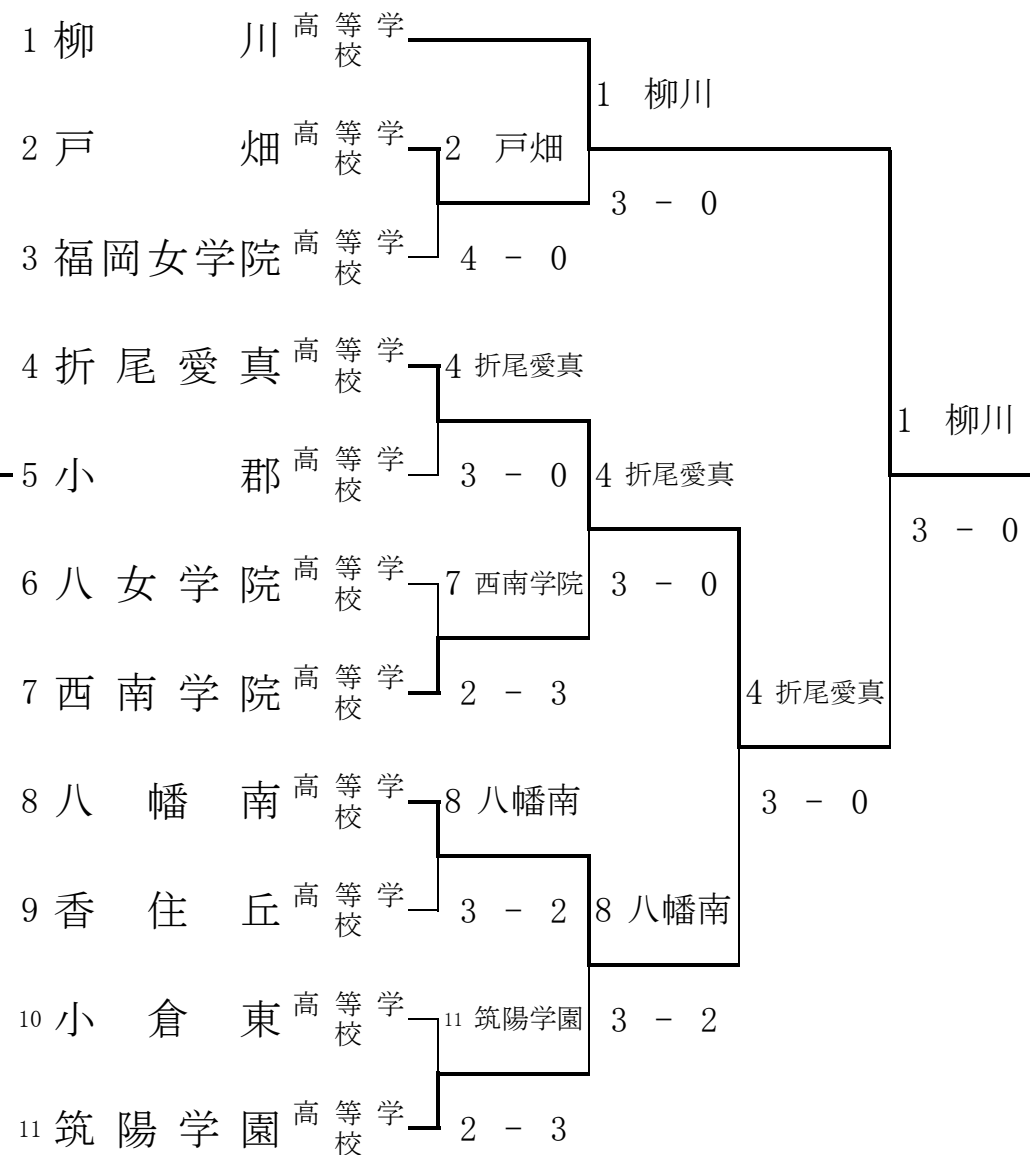 1 柳川高等学校
1 柳川
2 戸畑高等学校
2 戸畑
3 - 0
3 福岡女学院高等学校
4 - 0
4 折尾愛真高等学校
4 折尾愛真
1 柳川
5 小郡高等学校
3 - 0
4 折尾愛真
3 - 0
6 八女学院高等学校
7 西南学院
3 - 0
7 西南学院高等学校
2 - 3
4 折尾愛真
8 八幡南高等学校
8 八幡南
3 - 0
9 香住丘高等学校
3 - 2
8 八幡南
10 小倉東高等学校
11 筑陽学園
3 - 2
11 筑陽学園高等学校
2 - 3